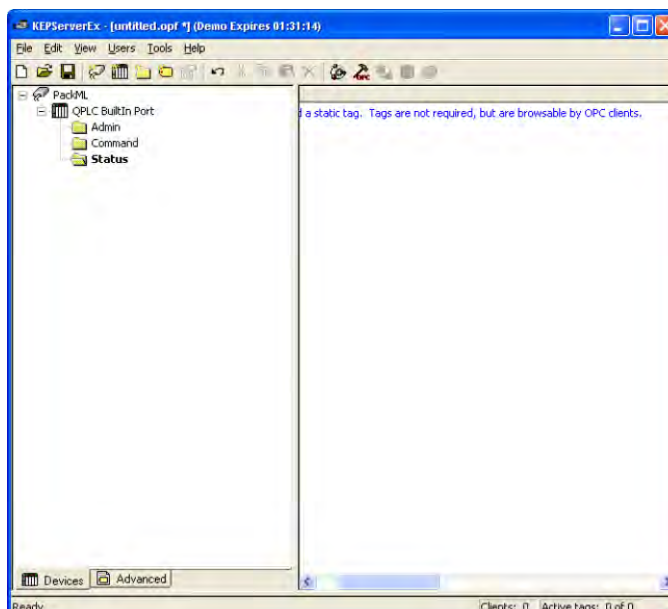 KEPServerEx - [untitled.opf *] (Demo Expires 01:31:14)
File Edit View Users Tools Help
PackML
QPLC BuiltIn Port
Admin
Command
Status
d a static tag. Tags are not required, but are browsable by OPC clients.
Devices Advanced
Ready Clients: 0 Active tags: 0 of 0